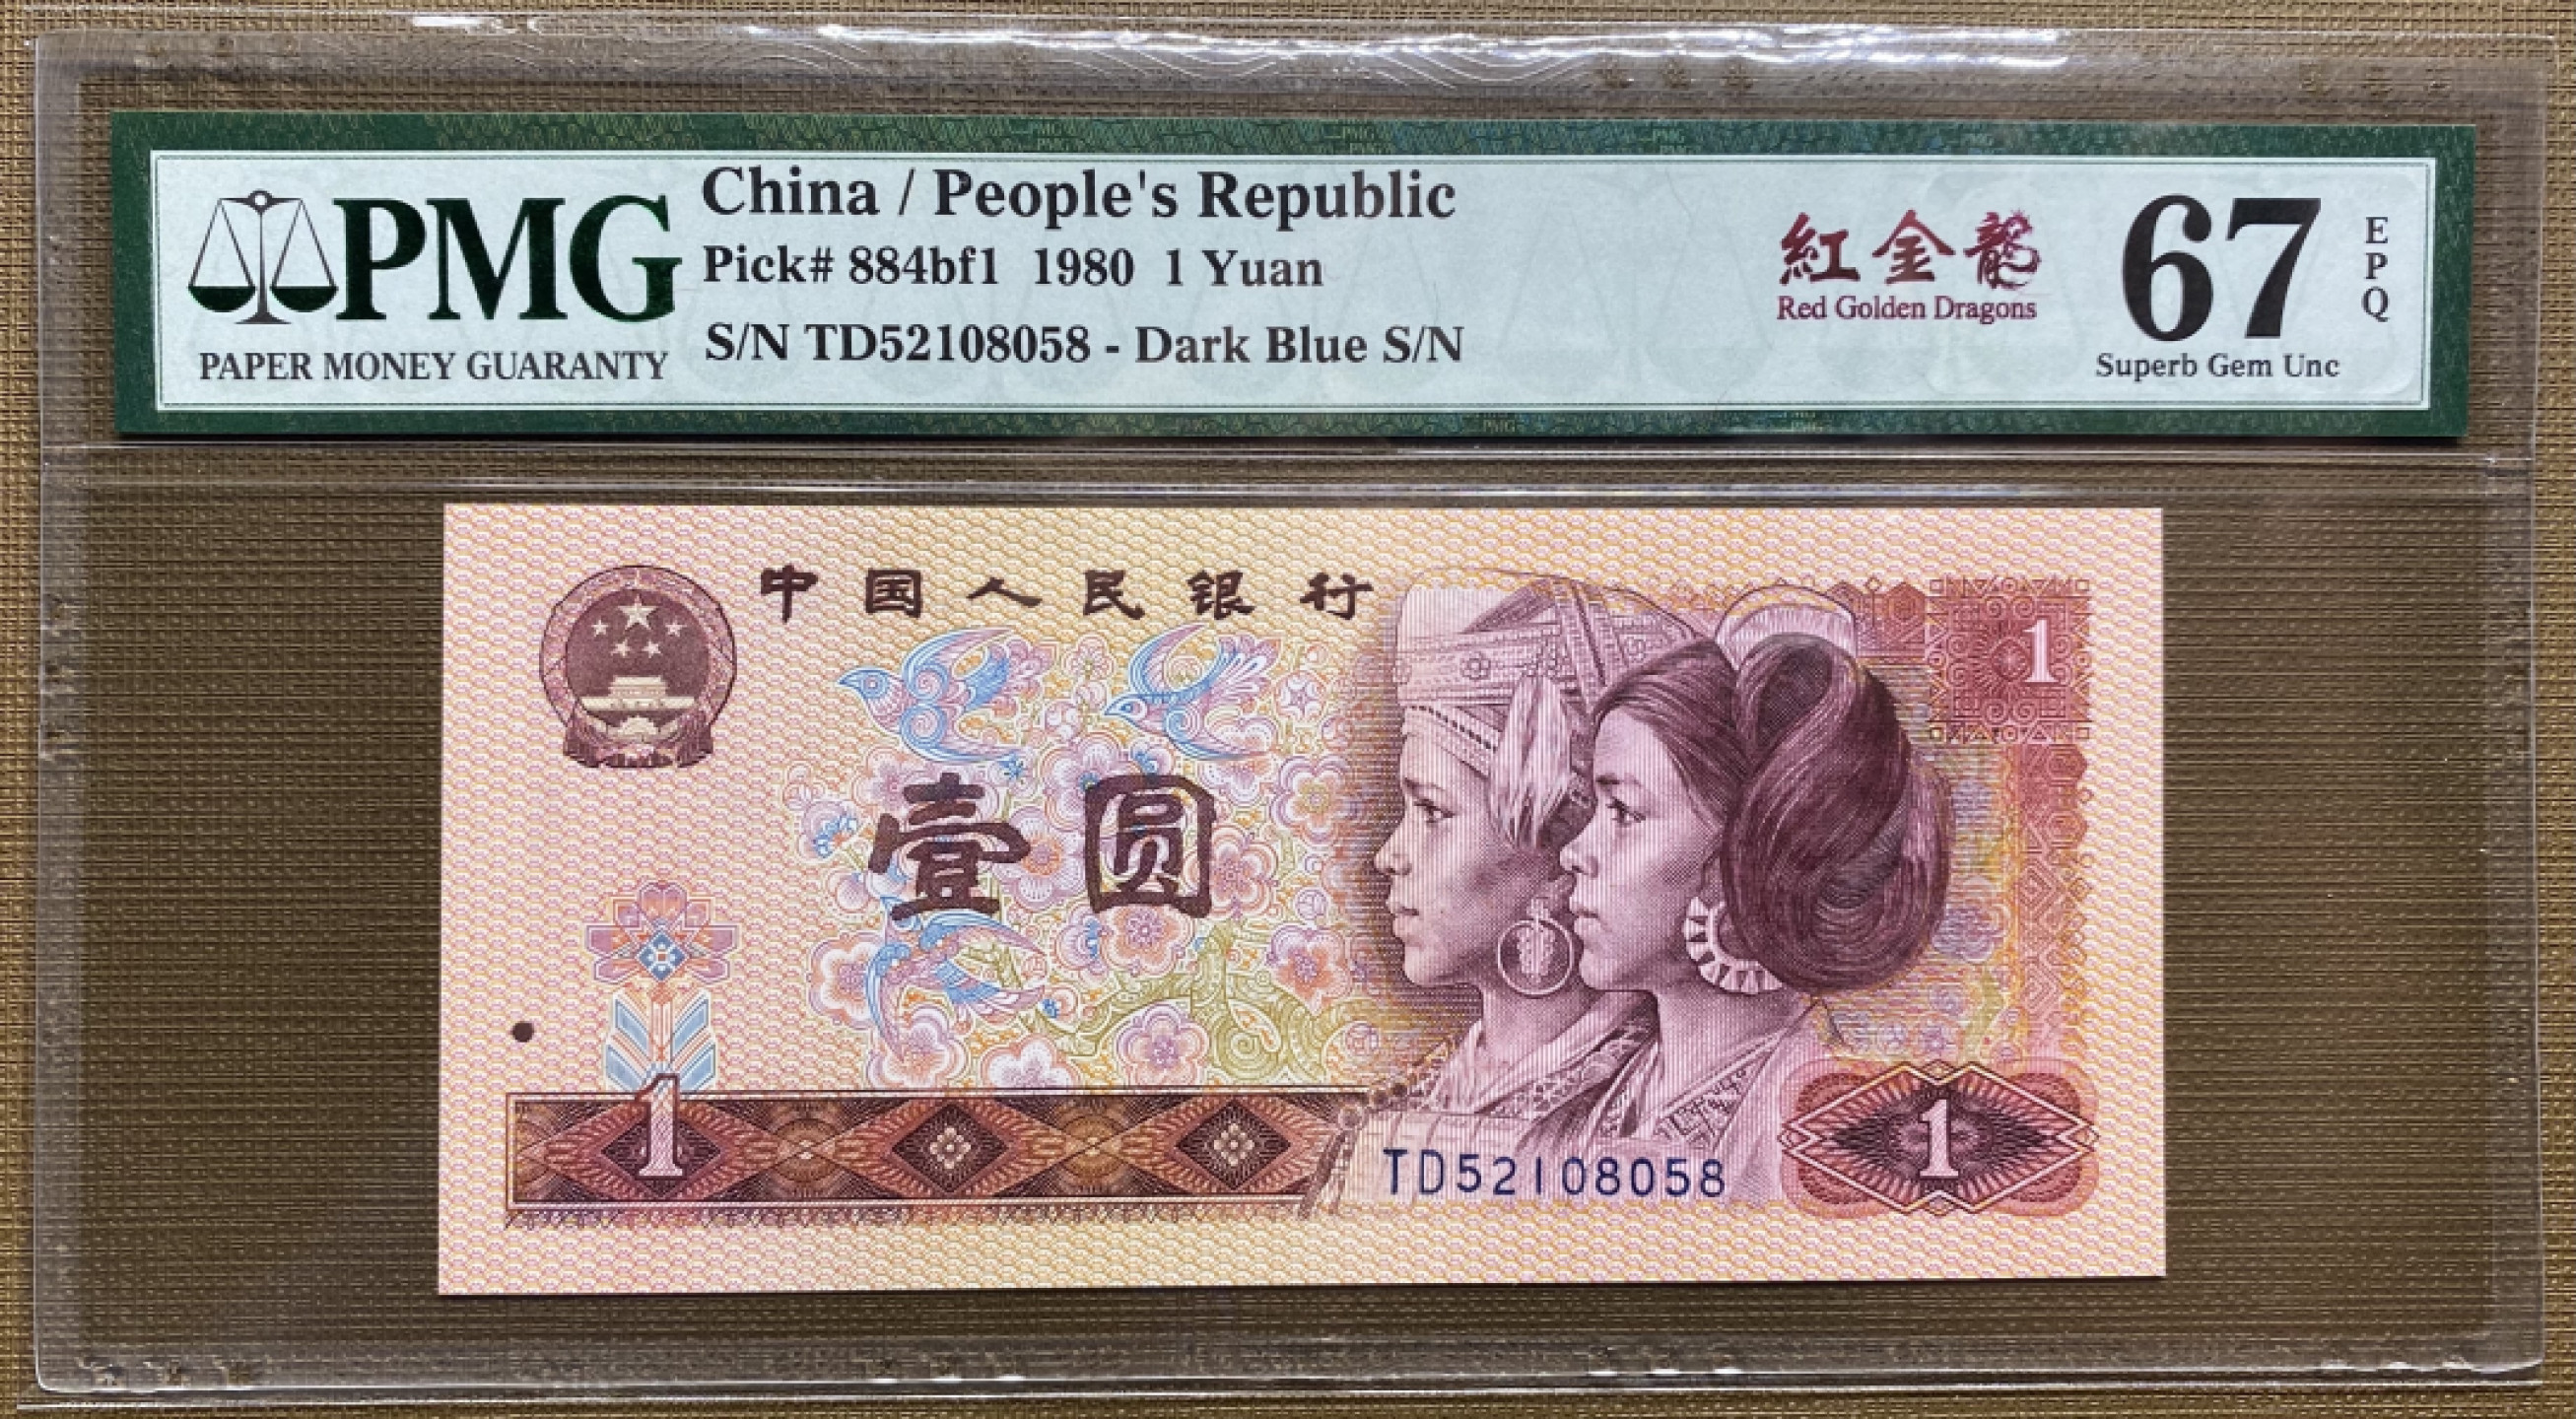 PMG
PAPER MONEY GUARANTY
China / People's Republic
Pick# 884bf1 1980 1 Yuan
S/N TD52108058 - Dark Blue S/N
紅金龍
Red Golden Dragons
67
EPQ
Superb Gem Unc
中国人民银行
1
壹圆
1
TD52108058
1